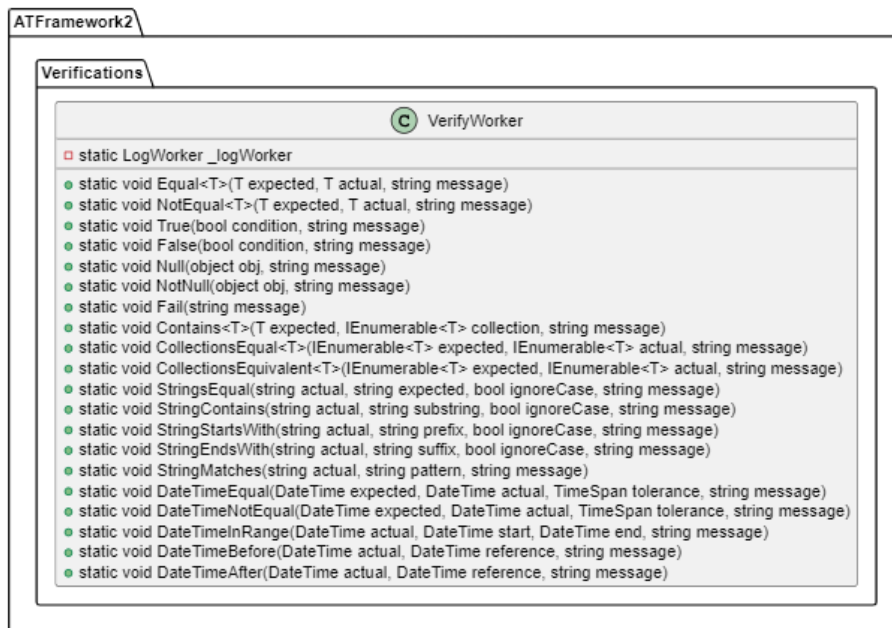 ATFramework2
Verifications
C VerifyWorker
static LogWorker _logWorker
static void Equal<T>(T expected, T actual, string message)
static void NotEqual<T>(T expected, T actual, string message)
static void True(bool condition, string message)
static void False(bool condition, string message)
static void Null(object obj, string message)
static void NotNull(object obj, string message)
static void Fail(string message)
static void Contains<T>(T expected, IEnumerable<T> collection, string message)
static void CollectionsEqual<T>(IEnumerable<T> expected, IEnumerable<T> actual, string message)
static void CollectionsEquivalent<T>(IEnumerable<T> expected, IEnumerable<T> actual, string message)
static void StringsEqual(string actual, string expected, bool ignoreCase, string message)
static void StringContains(string actual, string substring, bool ignoreCase, string message)
static void StringStartsWith(string actual, string prefix, bool ignoreCase, string message)
static void StringEndsWith(string actual, string suffix, bool ignoreCase, string message)
static void StringMatches(string actual, string pattern, string message)
static void DateTimeEqual(DateTime expected, DateTime actual, TimeSpan tolerance, string message)
static void DateTimeNotEqual(DateTime expected, DateTime actual, TimeSpan tolerance, string message)
static void DateTimeInRange(DateTime actual, DateTime start, DateTime end, string message)
static void DateTimeBefore(DateTime actual, DateTime reference, string message)
static void DateTimeAfter(DateTime actual, DateTime reference, string message)